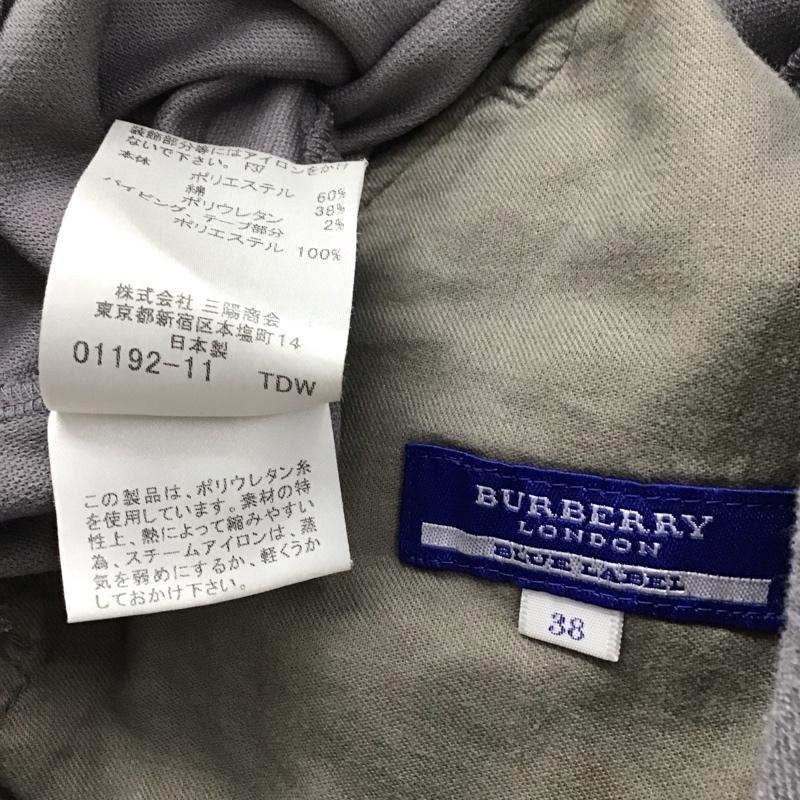 装飾部分等にはアイロンをかけ
ないで下さい。 F37
本体
ポリエステル 60%
綿 38%
ポリウレタン 2%
パイピング、テープ部分
ポリエステル 100%
株式会社 三陽商会
東京都新宿区本塩町14
日本製
01192-11 TDW
この製品は、ポリウレタン糸
を使用しています。素材の特
性上、熱によって縮みやすい
為、スチームアイロンは、蒸
気を弱めにするか、軽くうか
しておかけ下さい。
BURBERRY
LONDON
BLUE LABEL
38